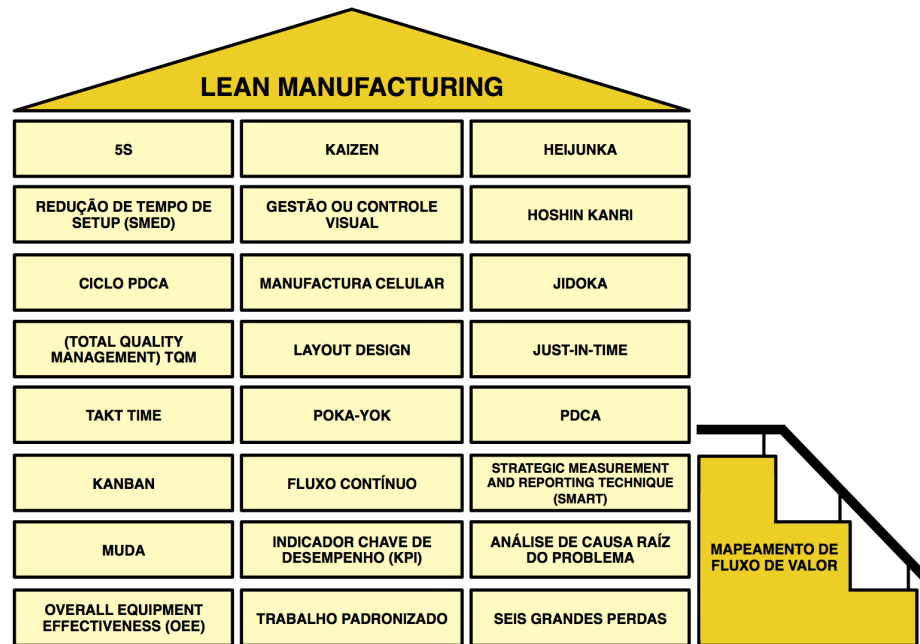 LEAN MANUFACTURING
5S
KAIZEN
HEIJUNKA
REDUÇÃO DE TEMPO DE
SETUP (SMED)
GESTÃO OU CONTROLE
VISUAL
HOSHIN KANRI
CICLO PDCA
MANUFACTURA CELULAR
JIDOKA
(TOTAL QUALITY
MANAGEMENT) TQM
LAYOUT DESIGN
JUST-IN-TIME
TAKT TIME
POKA-YOK
PDCA
KANBAN
FLUXO CONTÍNUO
STRATEGIC MEASUREMENT
AND REPORTING TECHNIQUE
(SMART)
MUDA
INDICADOR CHAVE DE
DESEMPENHO (KPI)
ANÁLISE DE CAUSA RAÍZ
DO PROBLEMA
MAPEAMENTO DE
FLUXO DE VALOR
OVERALL EQUIPMENT
EFFECTIVENESS (OEE)
TRABALHO PADRONIZADO
SEIS GRANDES PERDAS